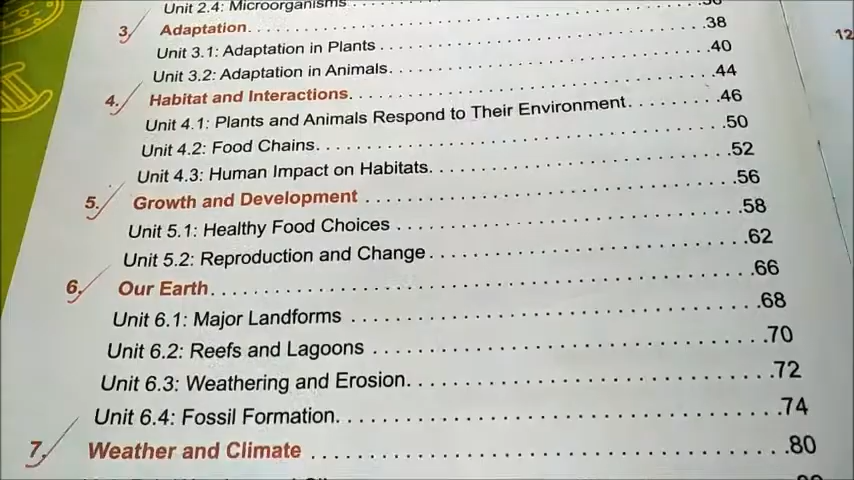 Unit 2.4: Microorganisms
3. Adaptation. . . . . . . . . . . . . . . . . . . . . . . . . . . . . . . . . . . . 36
Unit 3.1: Adaptation in Plants . . . . . . . . . . . . . . . . . . . . . . . . . . . 38
Unit 3.2: Adaptation in Animals. . . . . . . . . . . . . . . . . . . . . . . . . . 40
4. Habitat and Interactions. . . . . . . . . . . . . . . . . . . . . . . . . . . . . 44
Unit 4.1: Plants and Animals Respond to Their Environment. . . . . . . . 46
Unit 4.2: Food Chains. . . . . . . . . . . . . . . . . . . . . . . . . . . . . . . . 50
Unit 4.3: Human Impact on Habitats. . . . . . . . . . . . . . . . . . . . . . . 52
5. Growth and Development . . . . . . . . . . . . . . . . . . . . . . . . . . . . 56
Unit 5.1: Healthy Food Choices . . . . . . . . . . . . . . . . . . . . . . . . . . 58
Unit 5.2: Reproduction and Change. . . . . . . . . . . . . . . . . . . . . . . . 62
6. Our Earth. . . . . . . . . . . . . . . . . . . . . . . . . . . . . . . . . . . . . . 66
Unit 6.1: Major Landforms . . . . . . . . . . . . . . . . . . . . . . . . . . . . . 68
Unit 6.2: Reefs and Lagoons . . . . . . . . . . . . . . . . . . . . . . . . . . . . 70
Unit 6.3: Weathering and Erosion. . . . . . . . . . . . . . . . . . . . . . . . . 72
Unit 6.4: Fossil Formation. . . . . . . . . . . . . . . . . . . . . . . . . . . . . 74
7. Weather and Climate . . . . . . . . . . . . . . . . . . . . . . . . . . . . . . . 80
12